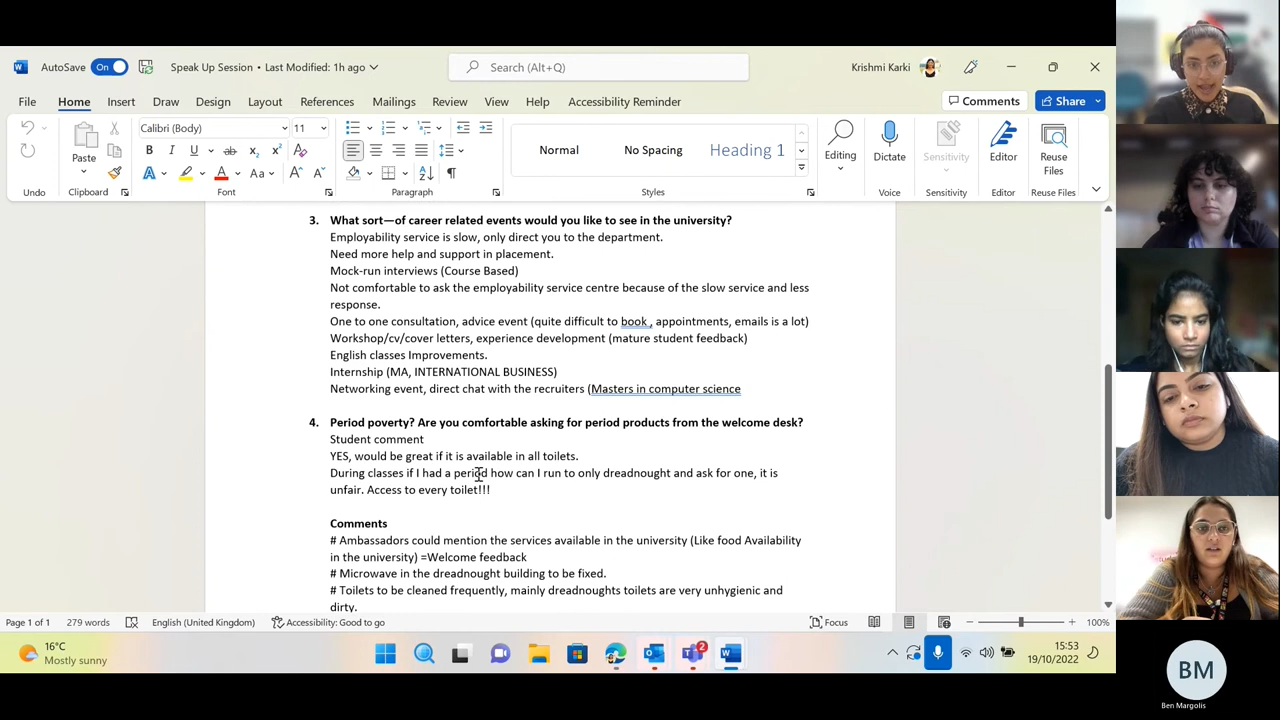 AutoSave On Speak Up Session • Last Modified: 1h ago Search (Alt+Q) Krishmi Karki
File Home Insert Draw Design Layout References Mailings Review View Help Accessibility Reminder Comments Share
Calibri (Body) 11
Paste
B I U ab x₂ x² A
A A Aa A A
Normal No Spacing Heading 1
Editing Dictate Sensitivity Editor Reuse Files
Undo Clipboard Font Paragraph Styles Voice Sensitivity Editor Reuse Files
3. What sort—of career related events would you like to see in the university?
Employability service is slow, only direct you to the department.
Need more help and support in placement.
Mock-run interviews (Course Based)
Not comfortable to ask the employability service centre because of the slow service and less
response.
One to one consultation, advice event (quite difficult to book , appointments, emails is a lot)
Workshop/cv/cover letters, experience development (mature student feedback)
English classes Improvements.
Internship (MA, INTERNATIONAL BUSINESS)
Networking event, direct chat with the recruiters (Masters in computer science
4. Period poverty? Are you comfortable asking for period products from the welcome desk?
Student comment
YES, would be great if it is available in all toilets.
During classes if I had a period how can I run to only dreadnought and ask for one, it is
unfair. Access to every toilet!!!
Comments
# Ambassadors could mention the services available in the university (Like food Availability
in the university) =Welcome feedback
# Microwave in the dreadnought building to be fixed.
# Toilets to be cleaned frequently, mainly dreadnoughts toilets are very unhygienic and
dirty.
Page 1 of 1 279 words English (United Kingdom) Accessibility: Good to go Focus 100%
16°C
Mostly sunny
2
15:53
19/10/2022
BM
Ben Margolis